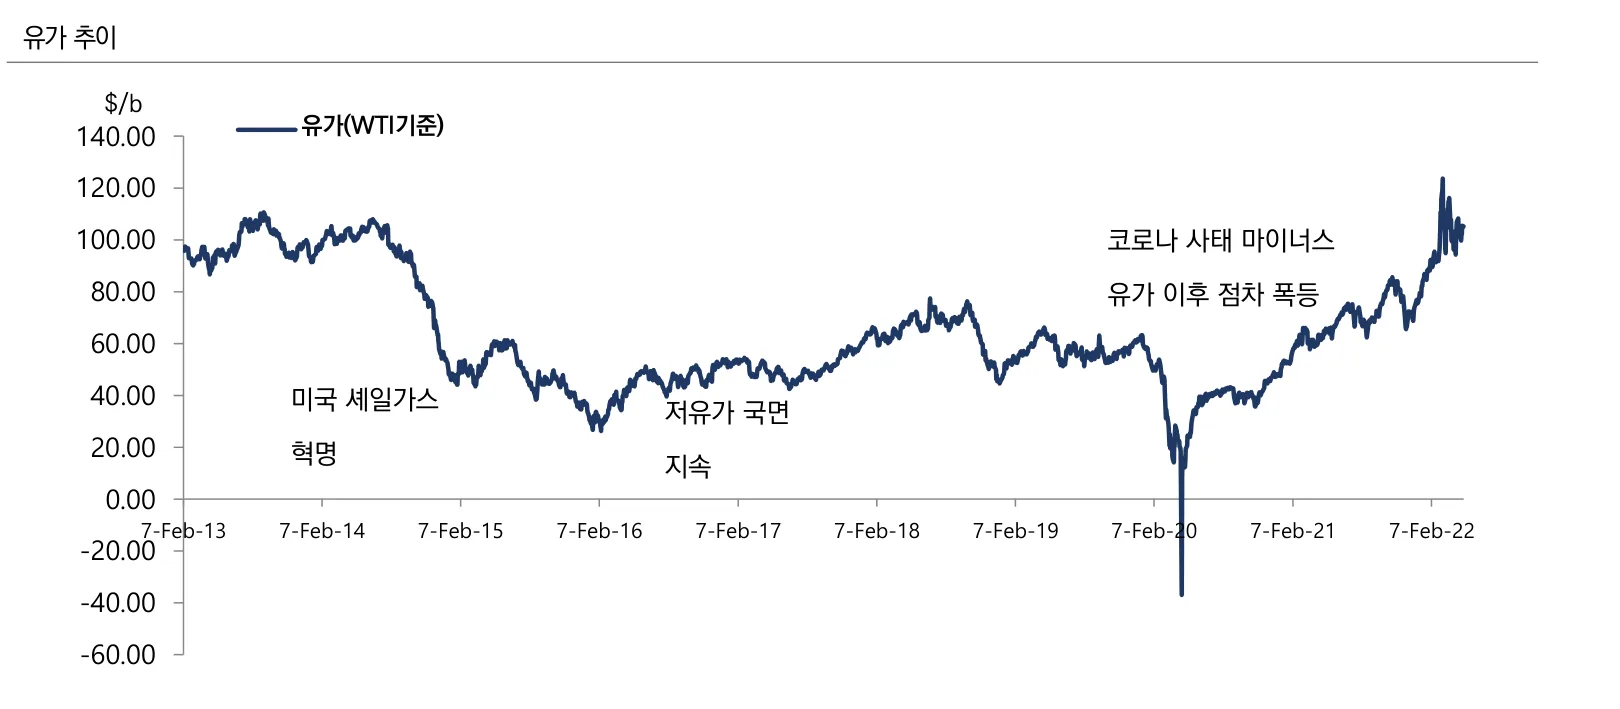 유가 추이
$/b
유가(WTI기준)
140.00
120.00
100.00
80.00
60.00
40.00
20.00
0.00
-20.00
-40.00
-60.00
코로나 사태 마이너스
유가 이후 점차 폭등
미국 셰일가스
혁명
저유가 국면
지속
7-Feb-13
7-Feb-14
7-Feb-15
7-Feb-16
7-Feb-17
7-Feb-18
7-Feb-19
7-Feb-20
7-Feb-21
7-Feb-22